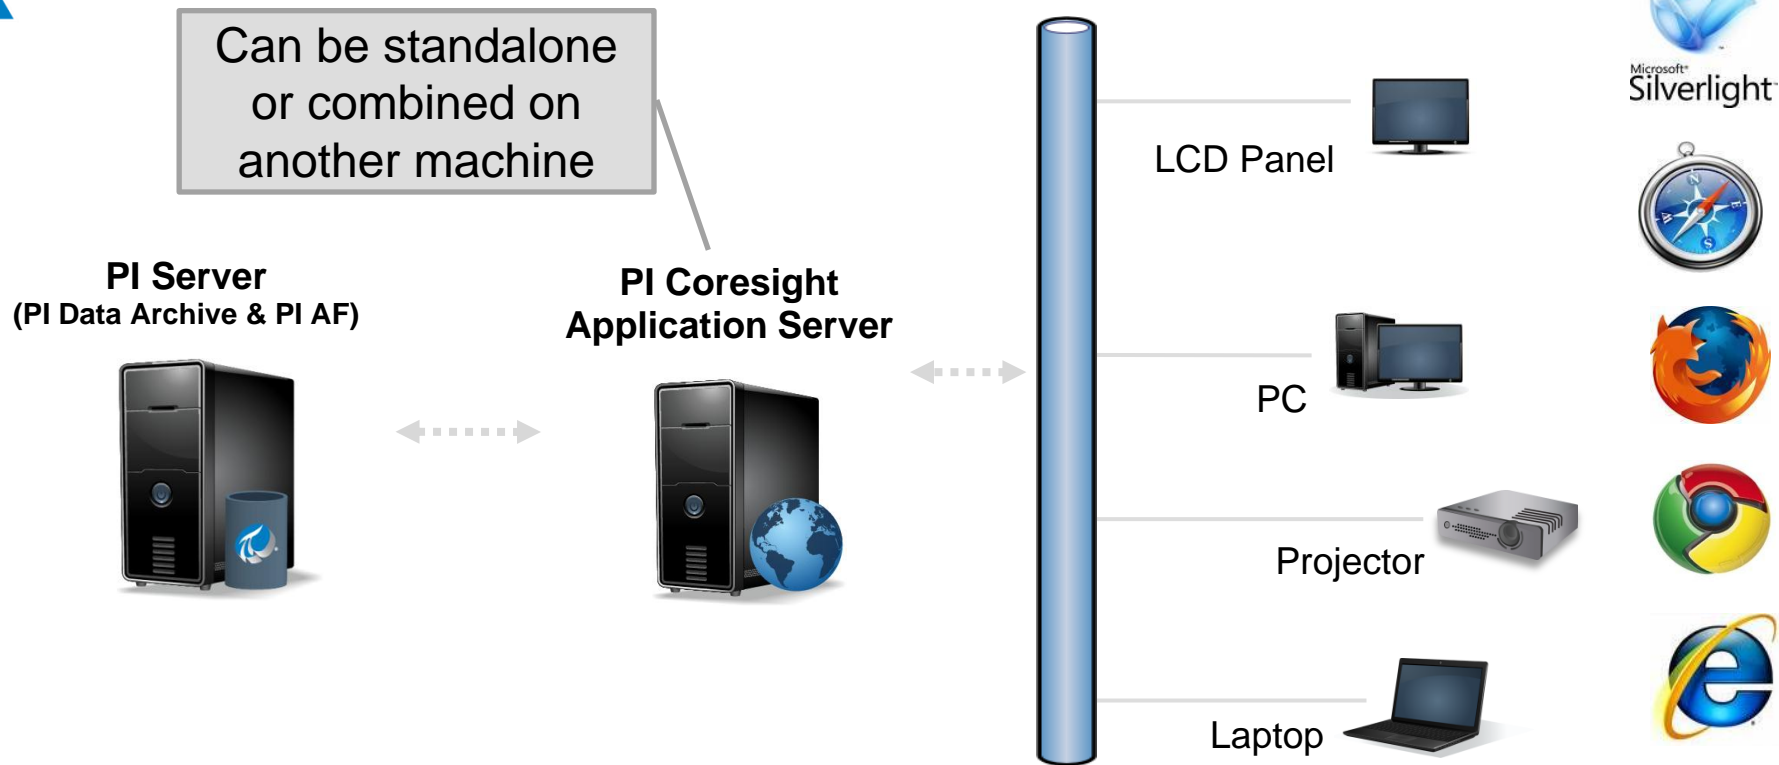 Can be standalone
or combined on
another machine
PI Server
(PI Data Archive & PI AF)
PI Coresight
Application Server
LCD Panel
PC
Projector
Laptop
Microsoft®
Silverlight
N
E
S
W